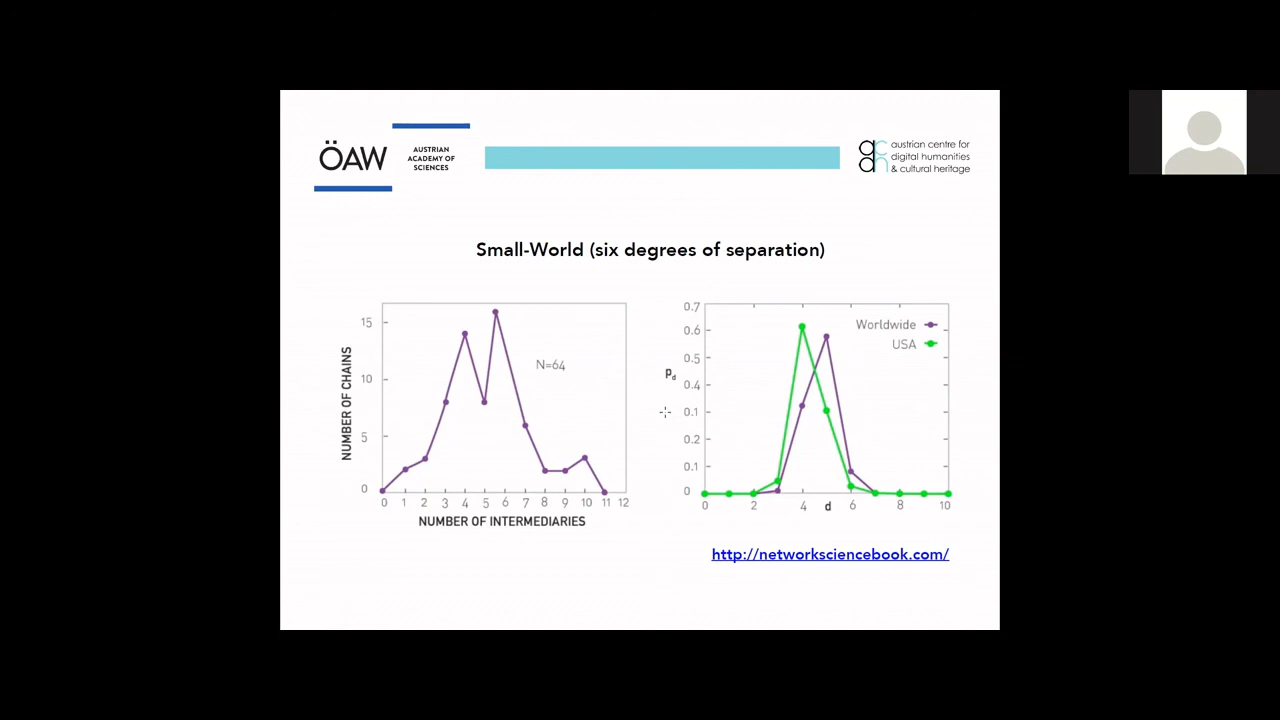 ÖAW
AUSTRIAN
ACADEMY OF
SCIENCES
austrian centre for
digital humanities
& cultural heritage
Small-World (six degrees of separation)
NUMBER OF CHAINS
15
10
5
0
N=64
0 1 2 3 4 5 6 7 8 9 10 11 12
NUMBER OF INTERMEDIARIES
pd
0.7
0.6
0.5
0.4
0.1
0.2
0.1
0
Worldwide
USA
0 2 4 d 6 8 10
http://networksciencebook.com/